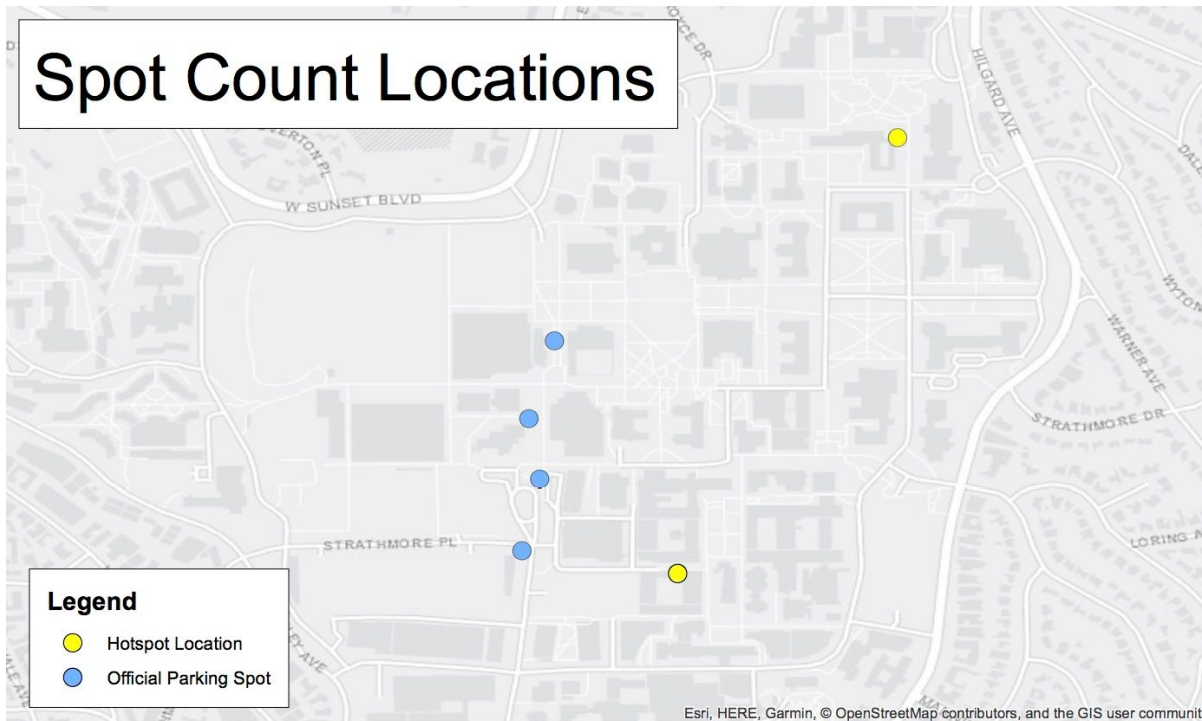 Spot Count Locations
W SUNSET BLVD
HILGARD AVE
WARNER AVE
STRATHMORE DR
STRATHMORE PL
Legend
Hotspot Location
Official Parking Spot
Esri, HERE, Garmin, © OpenStreetMap contributors, and the GIS user communit